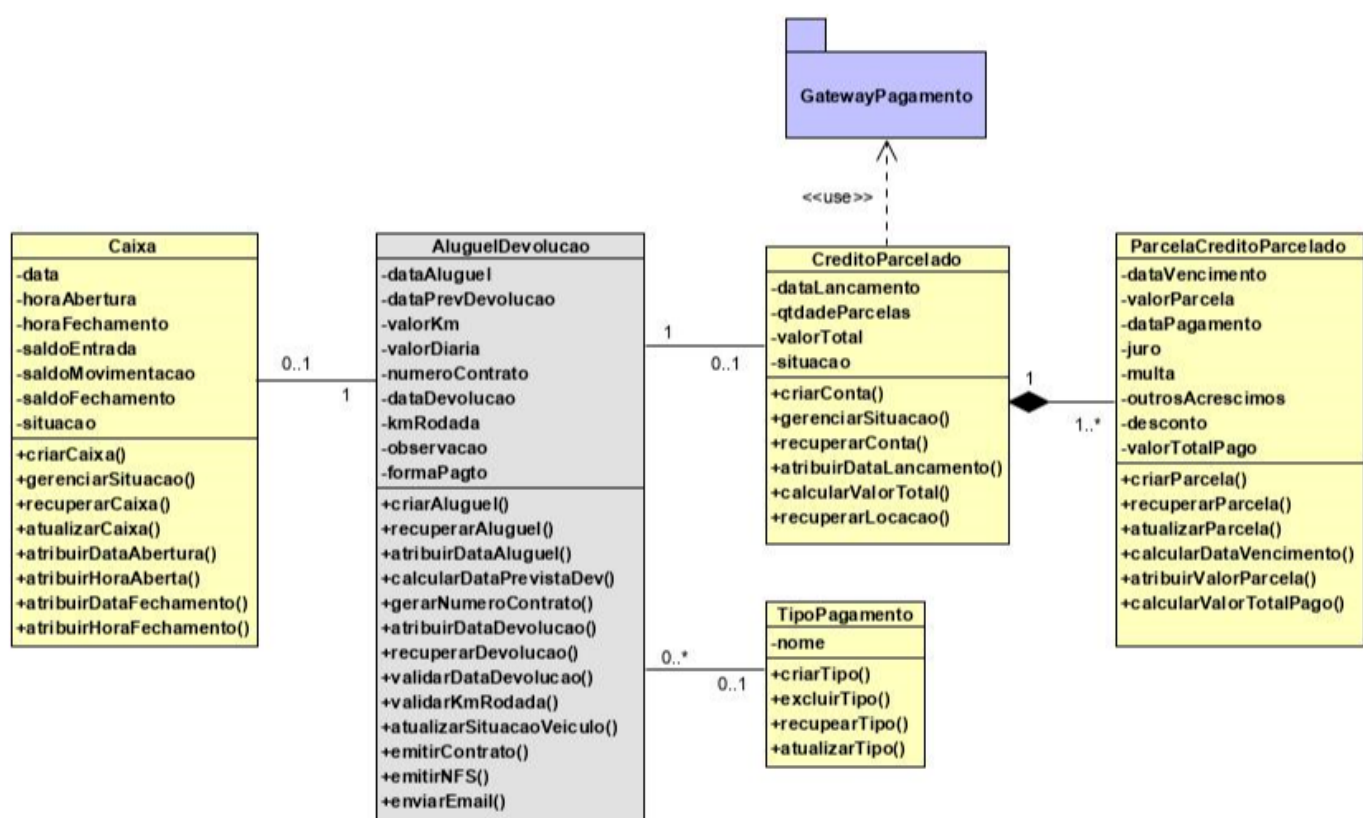 GatewayPagamento
<<use>>
Caixa
-data
-horaAbertura
-horaFechamento
-saldoEntrada
-saldoMovimentacao
-saldoFechamento
-situacao
+criarCaixa()
+gerenciarSituacao()
+recuperarCaixa()
+atualizarCaixa()
+atribuirDataAbertura()
+atribuirHoraAberta()
+atribuirDataFechamento()
+atribuirHoraFechamento()
0..1
1
AluguelDevolucao
-dataAluguel
-dataPrevDevolucao
-valorKm
-valorDiaria
-numeroContrato
-dataDevolucao
-kmRodada
-observacao
-formaPagto
+criarAluguel()
+recuperarAluguel()
+atribuirDataAluguel()
+calcularDataPrevistaDev()
+gerarNumeroContrato()
+atribuirDataDevolucao()
+recuperarDevolucao()
+validarDataDevolucao()
+validarKmRodada()
+atualizarSituacaoVeiculo()
+emitirContrato()
+emitirNFS()
+enviarEmail()
1
0..1
CreditoParcelado
-dataLancamento
-qtdadeParcelas
-valorTotal
-situacao
+criarConta()
+gerenciarSituacao()
+recuperarConta()
+atribuirDataLancamento()
+calcularValorTotal()
+recuperarLocacao()
1
1..*
ParcelaCreditoParcelado
-dataVencimento
-valorParcela
-dataPagamento
-juro
-multa
-outrosAcrescimos
-desconto
-valorTotalPago
+criarParcela()
+recuperarParcela()
+atualizarParcela()
+calcularDataVencimento()
+atribuirValorParcela()
+calcularValorTotalPago()
0..*
0..1
TipoPagamento
-nome
+criarTipo()
+excluirTipo()
+recupearTipo()
+atualizarTipo()